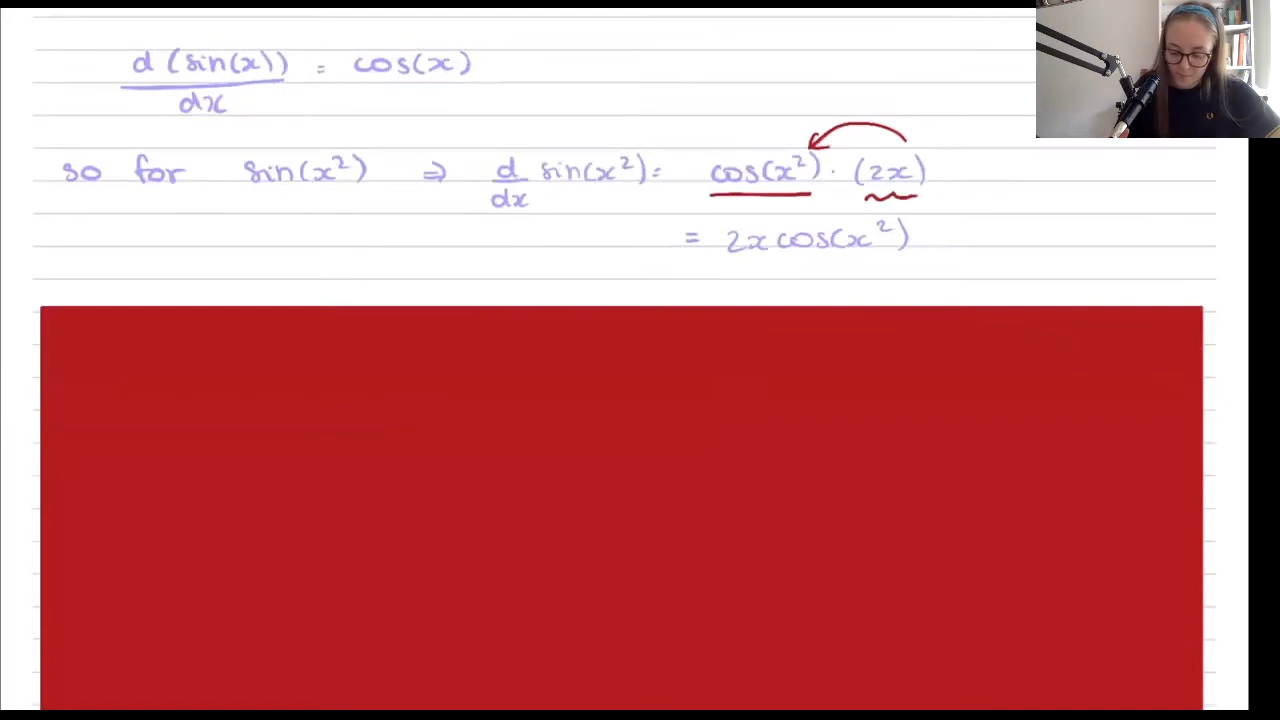 d (sin(x)) = cos(x)
dx
so for sin(x²) ⇒ d sin(x²) = cos(x²) · (2x)
dx
= 2x cos(x²)